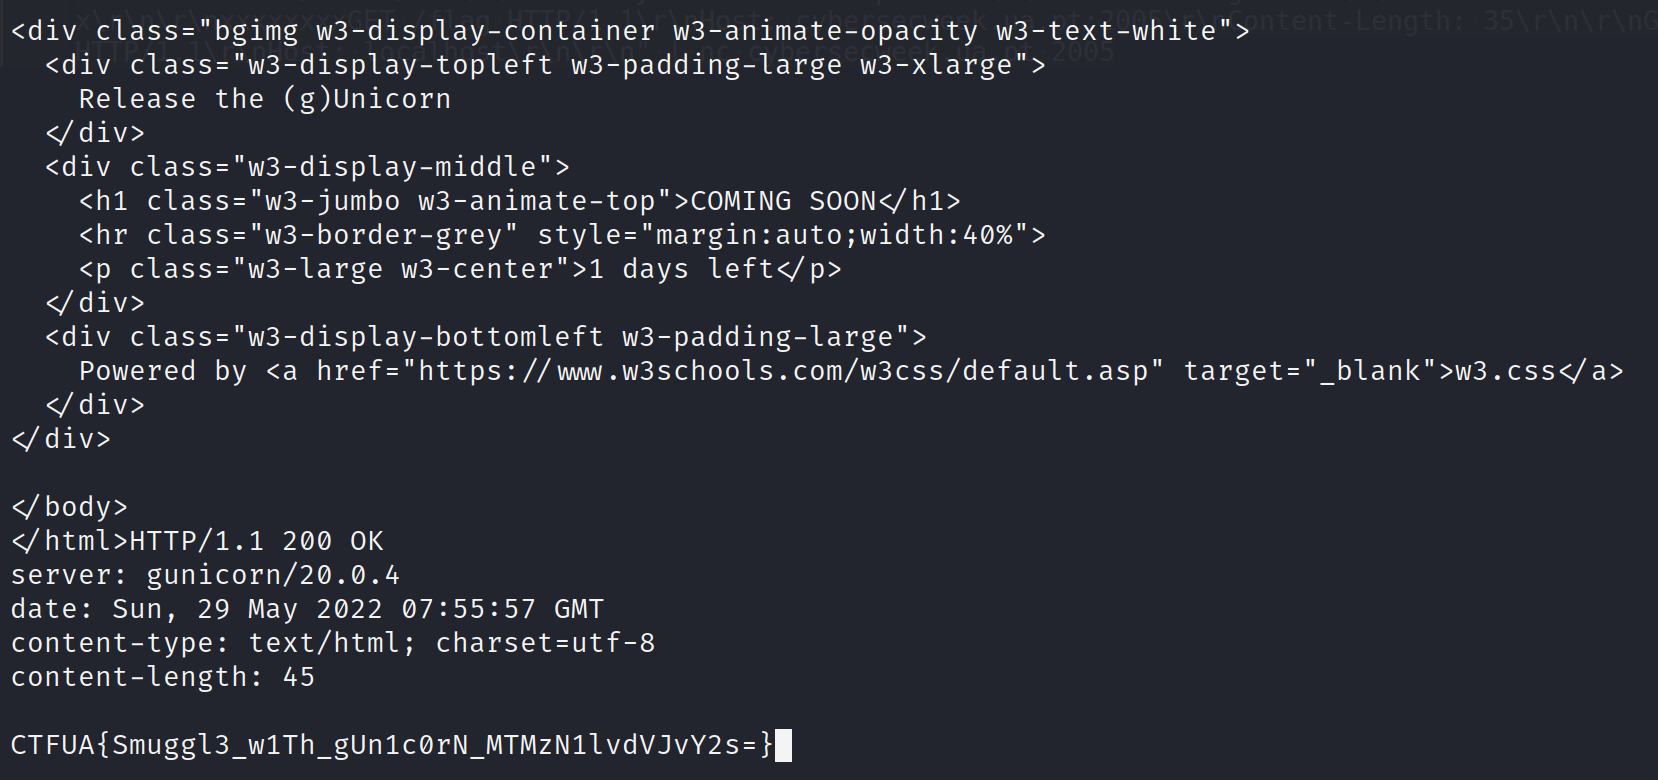 <div class="bgimg w3-display-container w3-animate-opacity w3-text-white">
  <div class="w3-display-topleft w3-padding-large w3-xlarge">
    Release the (g)Unicorn
  </div>
  <div class="w3-display-middle">
    <h1 class="w3-jumbo w3-animate-top">COMING SOON</h1>
    <hr class="w3-border-grey" style="margin:auto;width:40%">
    <p class="w3-large w3-center">1 days left</p>
  </div>
  <div class="w3-display-bottomleft w3-padding-large">
    Powered by <a href="https://www.w3schools.com/w3css/default.asp" target="_blank">w3.css</a>
  </div>
</div>

</body>
</html>HTTP/1.1 200 OK
server: gunicorn/20.0.4
date: Sun, 29 May 2022 07:55:57 GMT
content-type: text/html; charset=utf-8
content-length: 45

CTFUA{Smuggl3_w1Th_gUn1c0rN_MTMzN1lvdVJvY2s=}